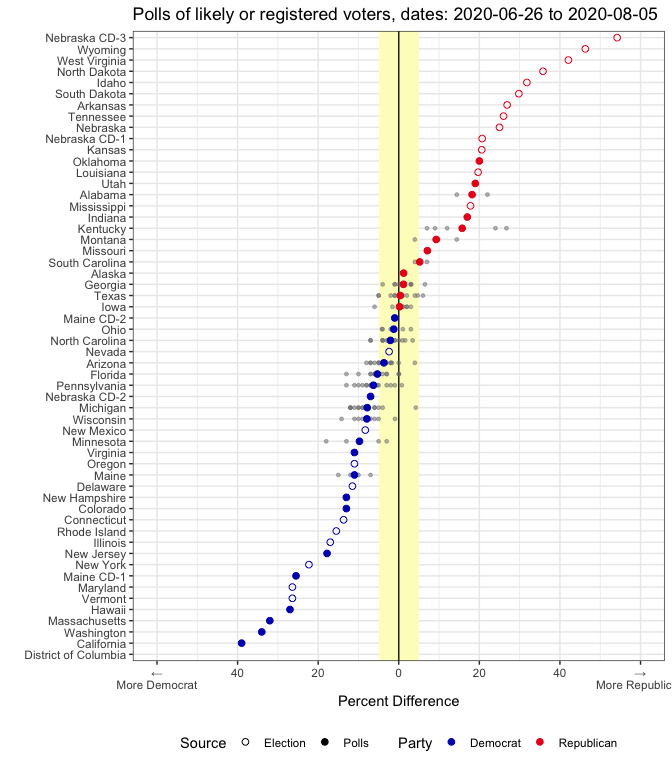 Polls of likely or registered voters, dates: 2020-06-26 to 2020-08-05
Nebraska CD-3
Wyoming
West Virginia
North Dakota
Idaho
South Dakota
Arkansas
Tennessee
Nebraska
Nebraska CD-1
Kansas
Oklahoma
Louisiana
Utah
Alabama
Mississippi
Indiana
Kentucky
Montana
Missouri
South Carolina
Alaska
Georgia
Texas
Iowa
Maine CD-2
Ohio
North Carolina
Nevada
Arizona
Florida
Pennsylvania
Nebraska CD-2
Michigan
Wisconsin
New Mexico
Minnesota
Virginia
Oregon
Maine
Delaware
New Hampshire
Colorado
Connecticut
Rhode Island
Illinois
New Jersey
New York
Maine CD-1
Maryland
Vermont
Hawaii
Massachusetts
Washington
California
District of Columbia
← 40 20 0 20 40 →
More Democrat More Republic
Percent Difference
Source Election Polls Party Democrat Republican